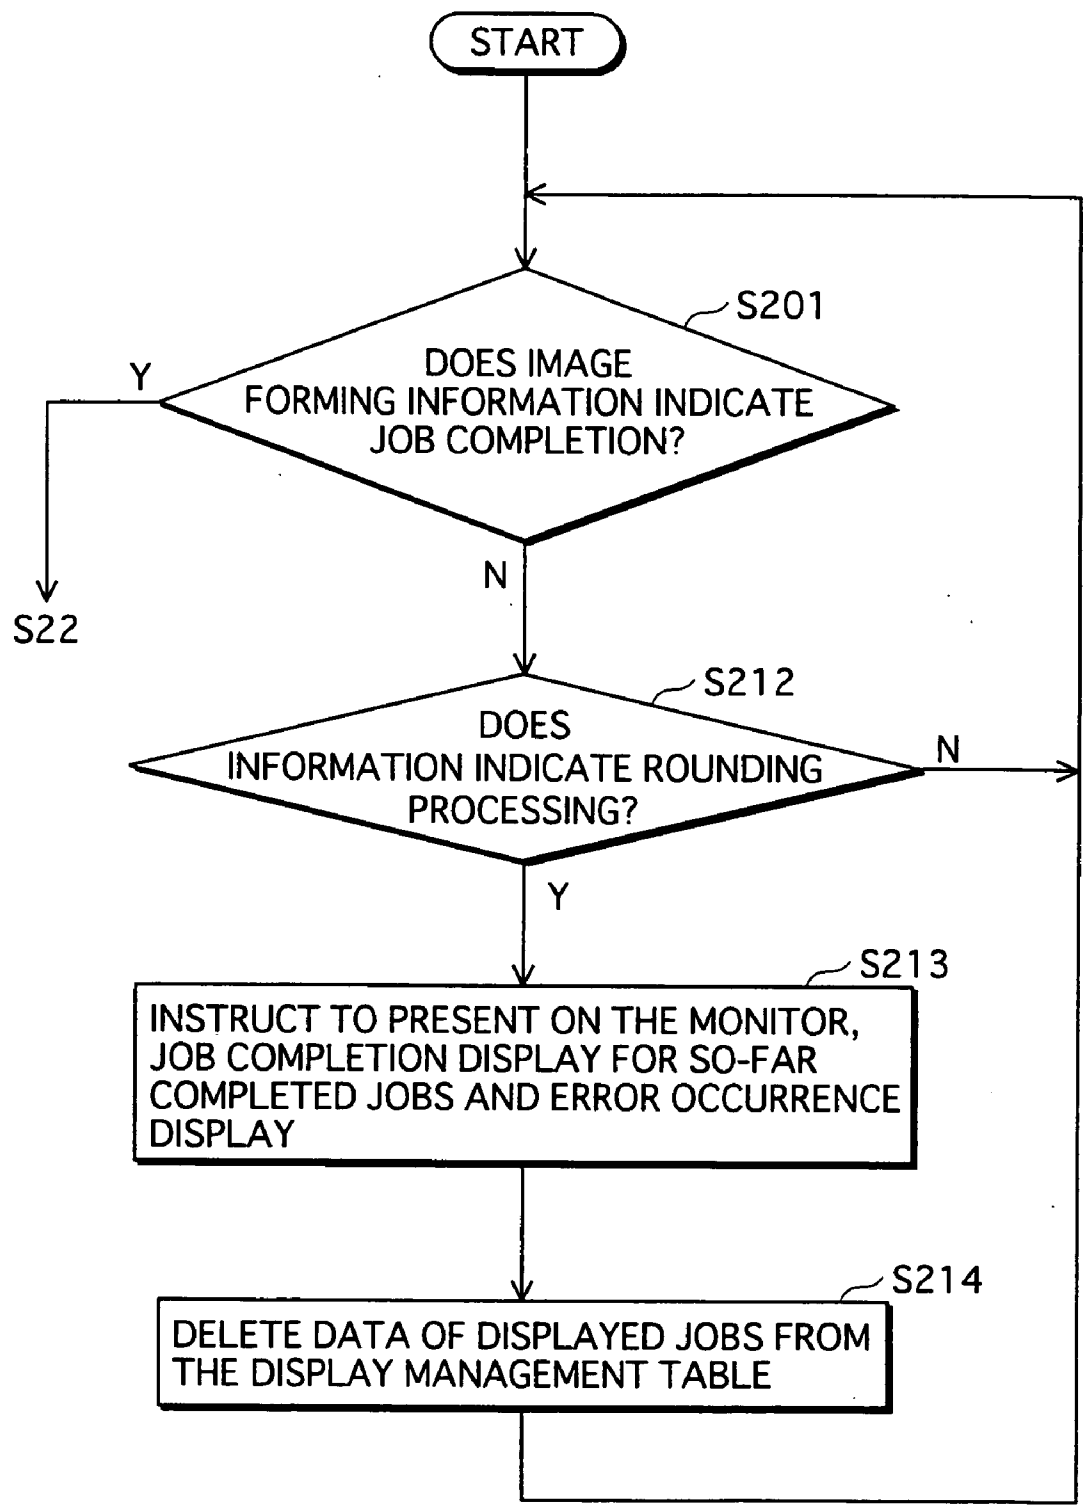 START
S201
DOES IMAGE
FORMING INFORMATION INDICATE
JOB COMPLETION?
Y
N
S22
S212
DOES
INFORMATION INDICATE ROUNDING
PROCESSING?
N
Y
S213
INSTRUCT TO PRESENT ON THE MONITOR,
JOB COMPLETION DISPLAY FOR SO-FAR
COMPLETED JOBS AND ERROR OCCURRENCE
DISPLAY
S214
DELETE DATA OF DISPLAYED JOBS FROM
THE DISPLAY MANAGEMENT TABLE